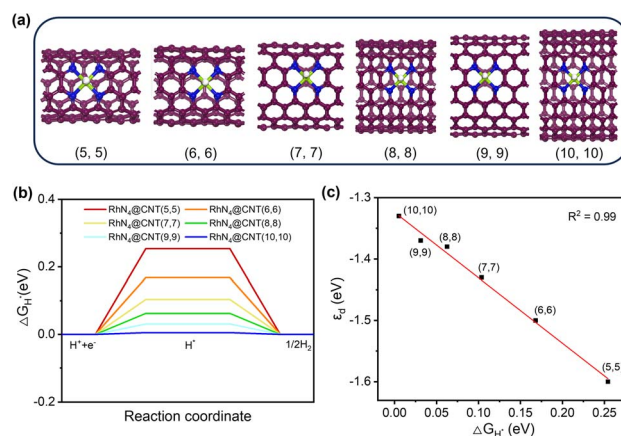 (a)
(5, 5) (6, 6) (7, 7) (8, 8) (9, 9) (10, 10)
(b)
RhN₄@CNT(5,5) RhN₄@CNT(6,6)
RhN₄@CNT(7,7) RhN₄@CNT(8,8)
RhN₄@CNT(9,9) RhN₄@CNT(10,10)
0.4
0.2
0.0
-0.2
△G_H* (eV)
H⁺+e⁻ H* 1/2H₂
Reaction coordinate
(c)
R² = 0.99
-1.3
-1.4
-1.5
-1.6
ε_d (eV)
(10,10)
(9,9)
(8,8)
(7,7)
(6,6)
(5,5)
0.00 0.05 0.10 0.15 0.20 0.25
△G_H* (eV)